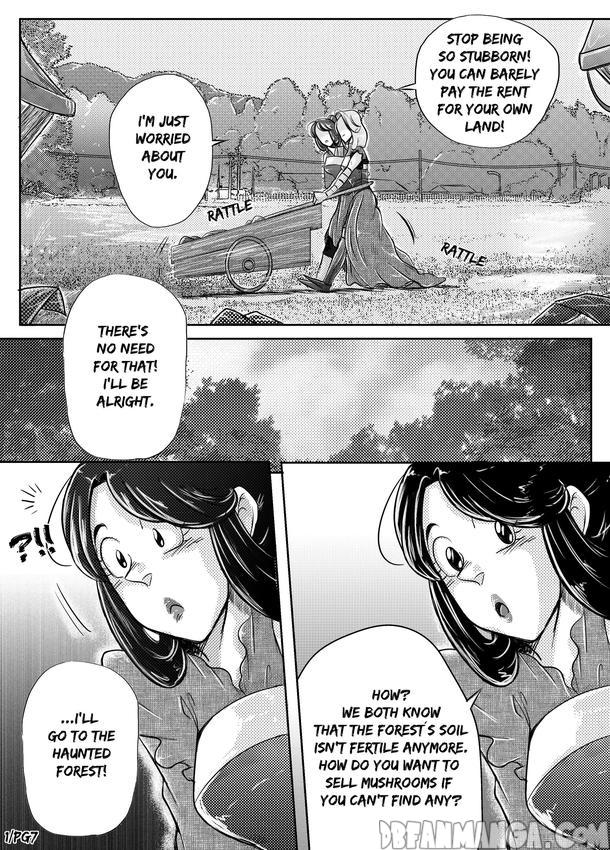 STOP BEING
SO STUBBORN!
YOU CAN BARELY
PAY THE RENT
FOR YOUR OWN
LAND!
I'M JUST
WORRIED
ABOUT
YOU.
RATTLE
RATTLE
THERE'S
NO NEED
FOR THAT!
I'LL BE
ALRIGHT.
HOW?
WE BOTH KNOW
THAT THE FOREST´S SOIL
ISN'T FERTILE ANYMORE.
HOW DO YOU WANT TO
SELL MUSHROOMS IF
YOU CAN'T FIND ANY?
?!!
...I'LL
GO TO THE
HAUNTED
FOREST!
1/PG7
DBFANMANGA.COM